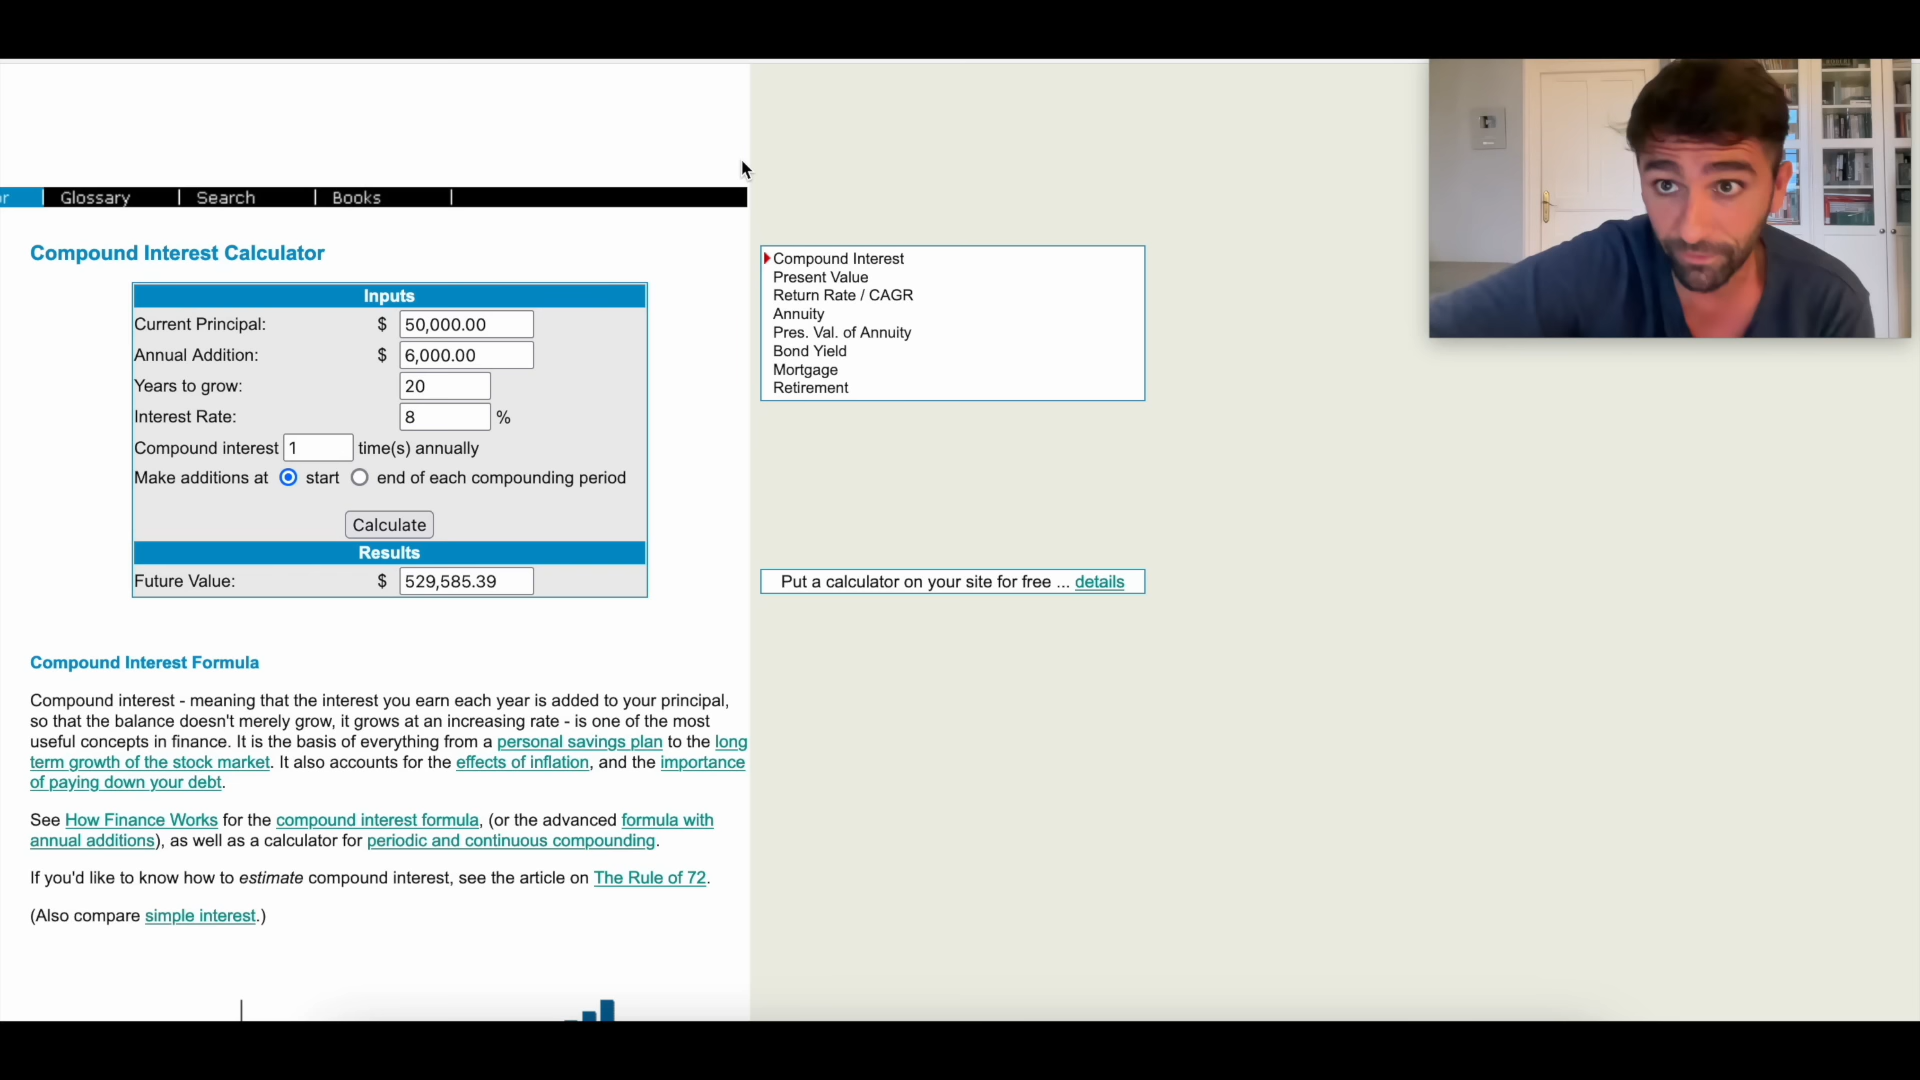 r | Glossary | Search | Books |
Compound Interest Calculator
Inputs
Current Principal: $ 50,000.00
Annual Addition: $ 6,000.00
Years to grow: 20
Interest Rate: 8 %
Compound interest 1 time(s) annually
Make additions at start end of each compounding period
Calculate
Results
Future Value: $ 529,585.39
Compound Interest Formula
Compound interest - meaning that the interest you earn each year is added to your principal,
so that the balance doesn't merely grow, it grows at an increasing rate - is one of the most
useful concepts in finance. It is the basis of everything from a personal savings plan to the long
term growth of the stock market. It also accounts for the effects of inflation, and the importance
of paying down your debt.
See How Finance Works for the compound interest formula, (or the advanced formula with
annual additions), as well as a calculator for periodic and continuous compounding.
If you'd like to know how to estimate compound interest, see the article on The Rule of 72.
(Also compare simple interest.)
Compound Interest
Present Value
Return Rate / CAGR
Annuity
Pres. Val. of Annuity
Bond Yield
Mortgage
Retirement
Put a calculator on your site for free ... details